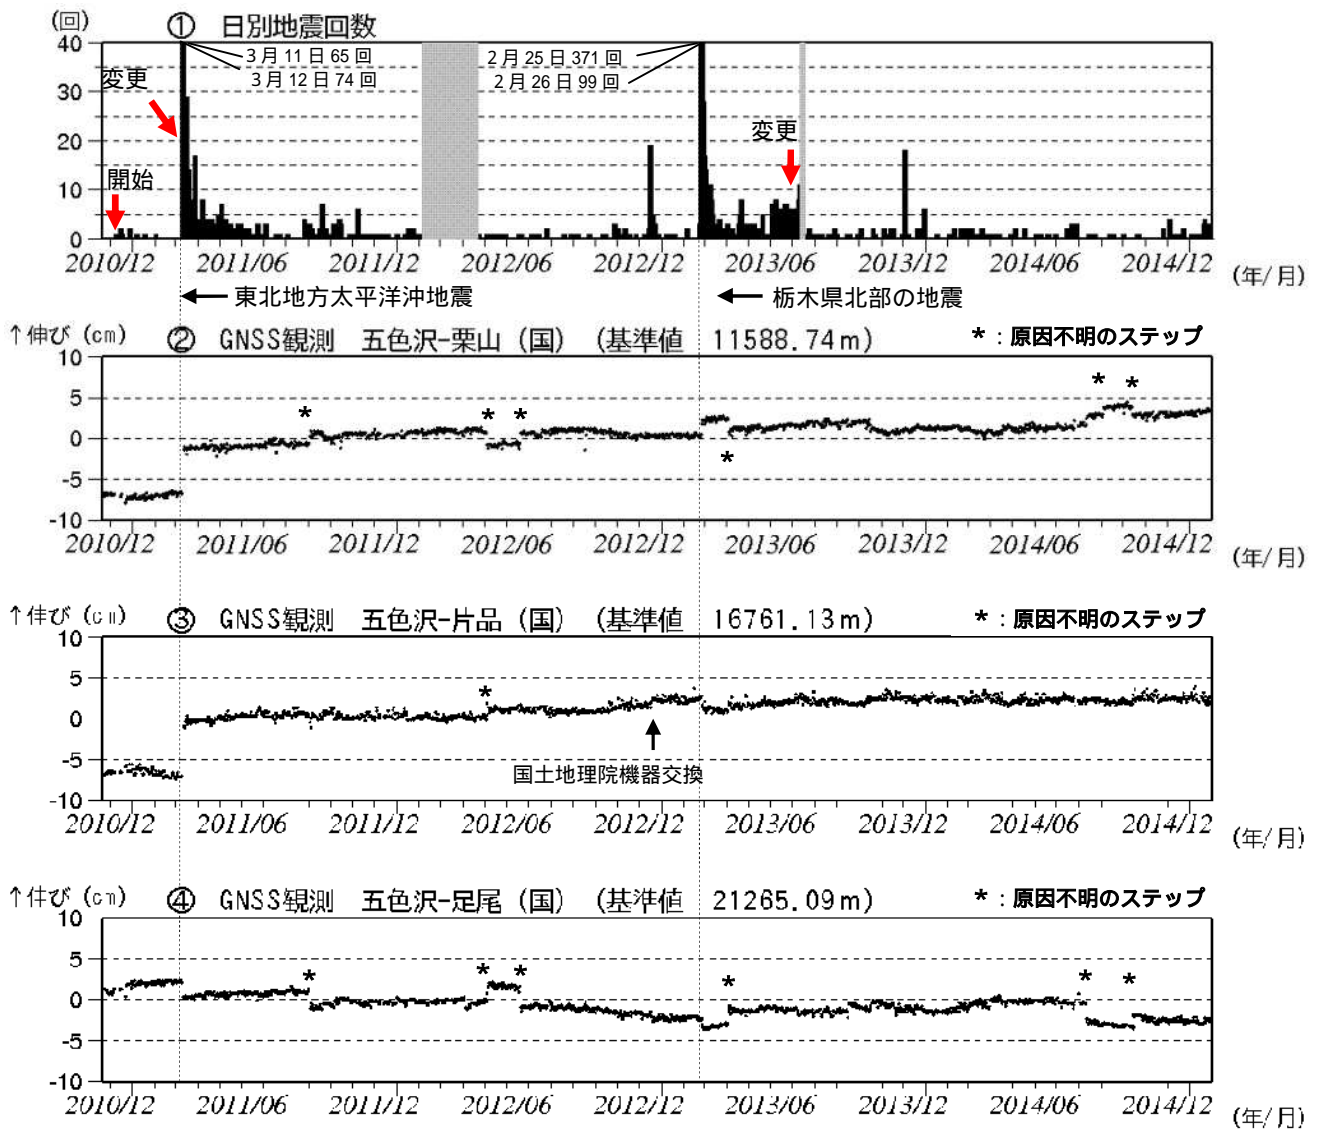 (回) ① 日別地震回数
40
30
20
10
0
3月11日65回
3月12日74回
2月25日371回
2月26日99回
変更
開始
変更
2010/12 2011/06 2011/12 2012/06 2012/12 2013/06 2013/12 2014/06 2014/12
(年/月)
東北地方太平洋沖地震
栃木県北部の地震
↑伸び(cm) ② GNSS観測 五色沢-栗山(国) (基準値 11588.74m) *:原因不明のステップ
10
5
0
-5
-10
* * * * * *
2010/12 2011/06 2011/12 2012/06 2012/12 2013/06 2013/12 2014/06 2014/12
(年/月)
↑伸び(cm) ③ GNSS観測 五色沢-片品(国) (基準値 16761.13m) *:原因不明のステップ
10
5
0
-5
-10
*
国土地理院機器交換
2010/12 2011/06 2011/12 2012/06 2012/12 2013/06 2013/12 2014/06 2014/12
(年/月)
↑伸び(cm) ④ GNSS観測 五色沢-足尾(国) (基準値 21265.09m) *:原因不明のステップ
10
5
0
-5
-10
* * * * * *
2010/12 2011/06 2011/12 2012/06 2012/12 2013/06 2013/12 2014/06 2014/12
(年/月)